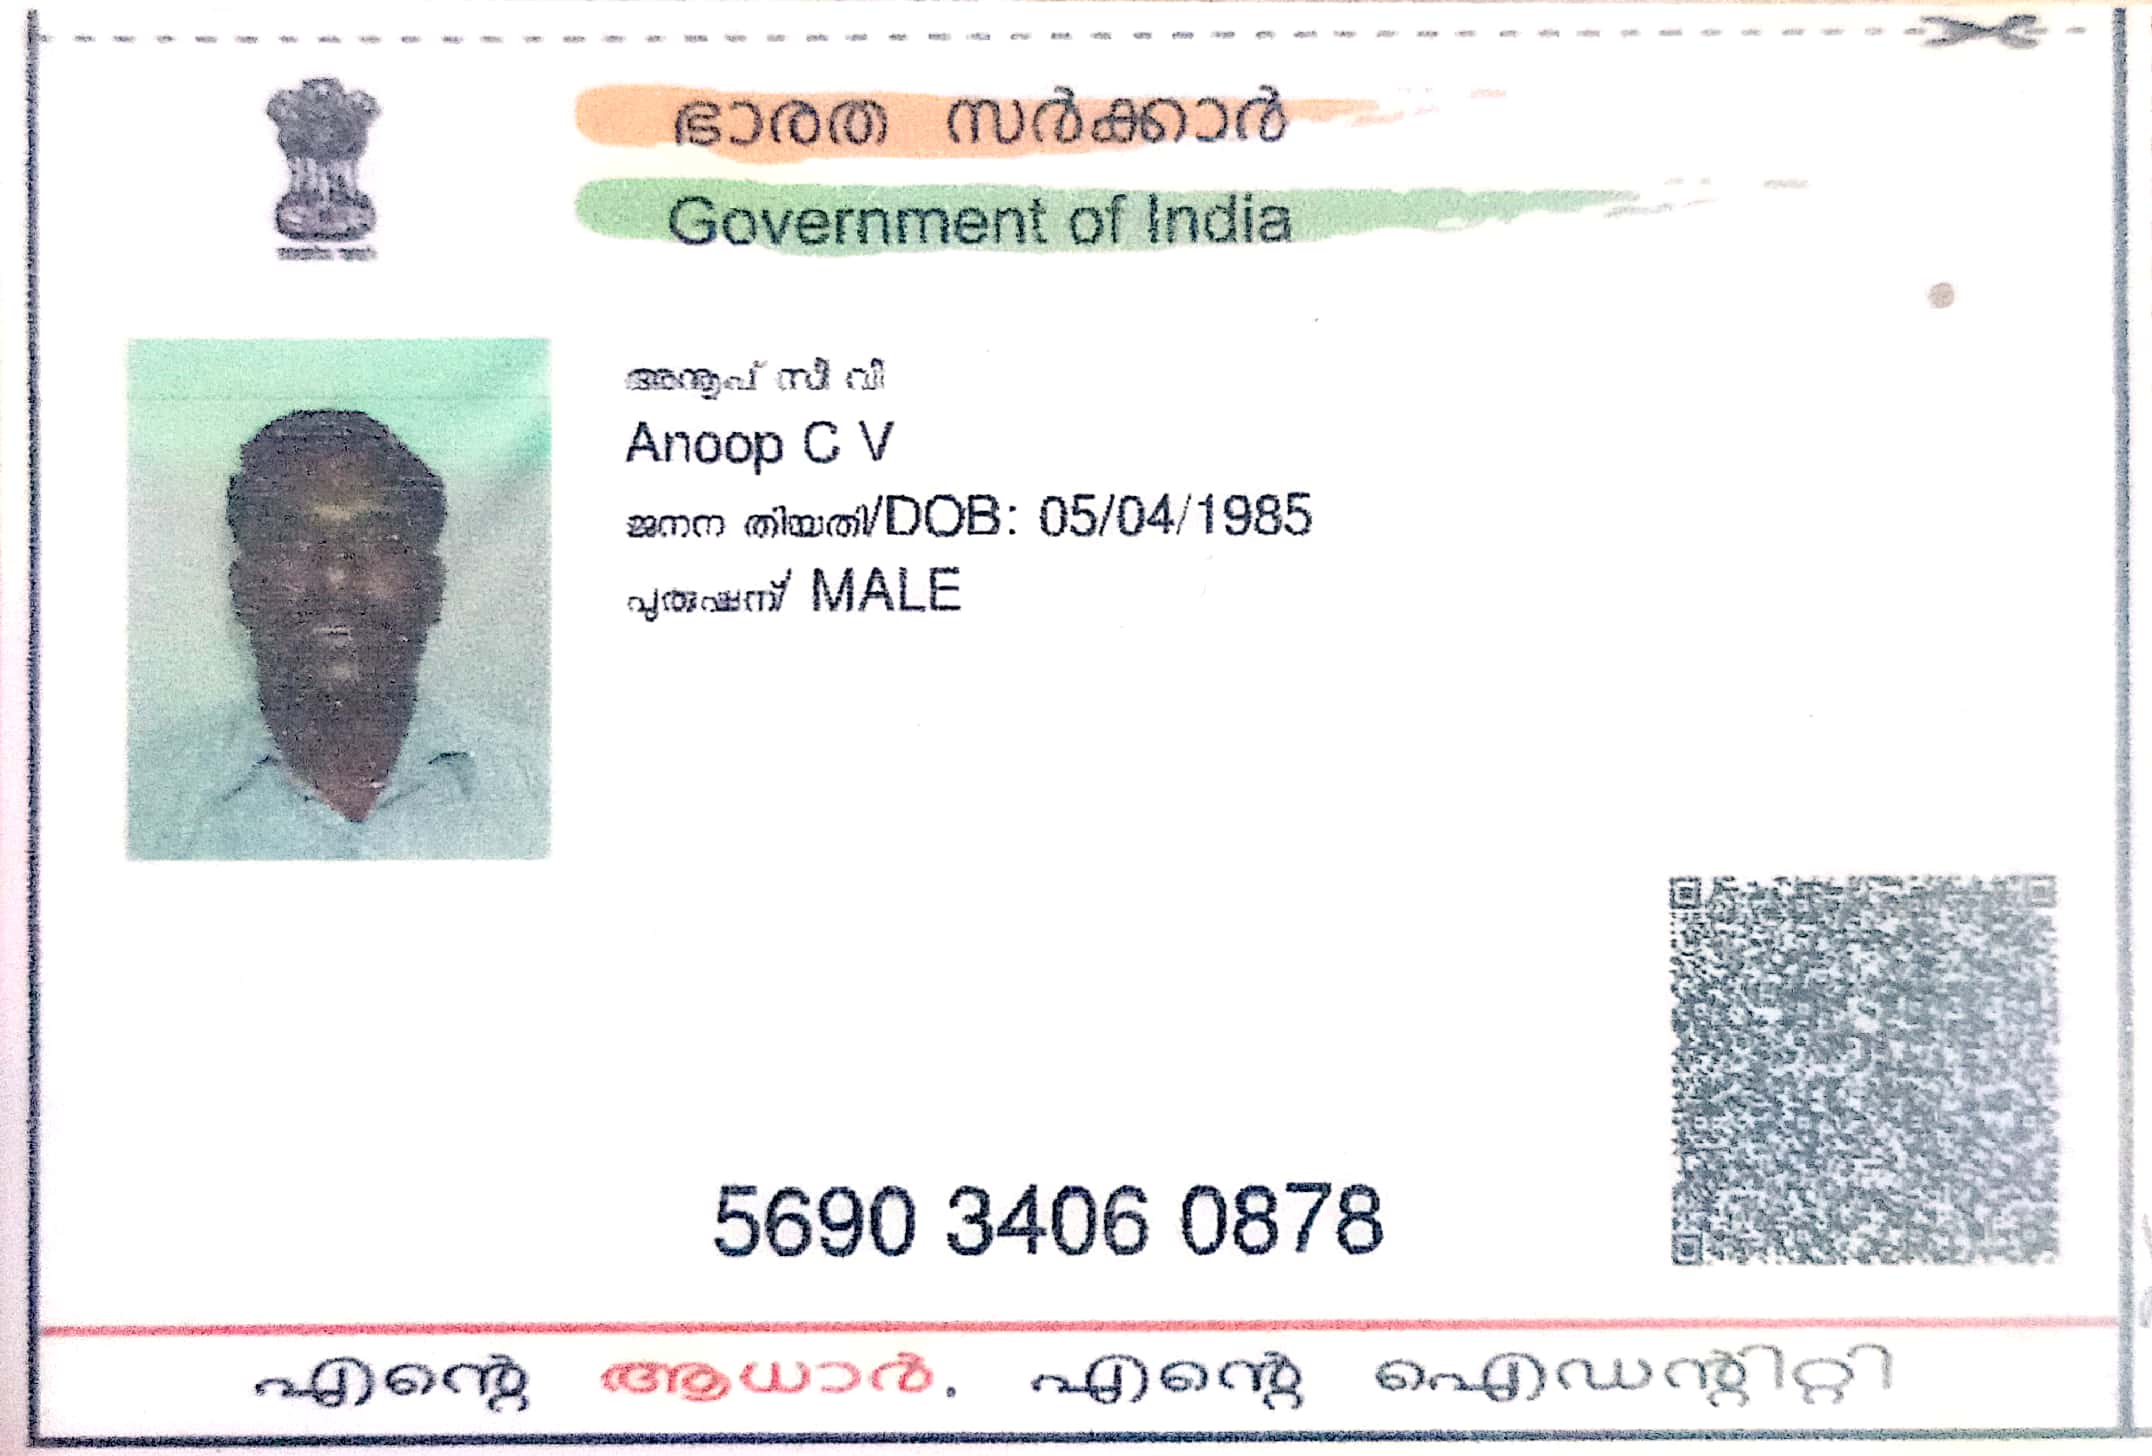 ഭാരത സർക്കാർ
Government of India
അനൂപ് സീ വീ
Anoop C V
ജനന തിയതി/DOB: 05/04/1985
പുരുഷന്/ MALE
5690 3406 0878
എന്റെ ആധാർ. എന്റെ ഐഡന്റിറ്റി